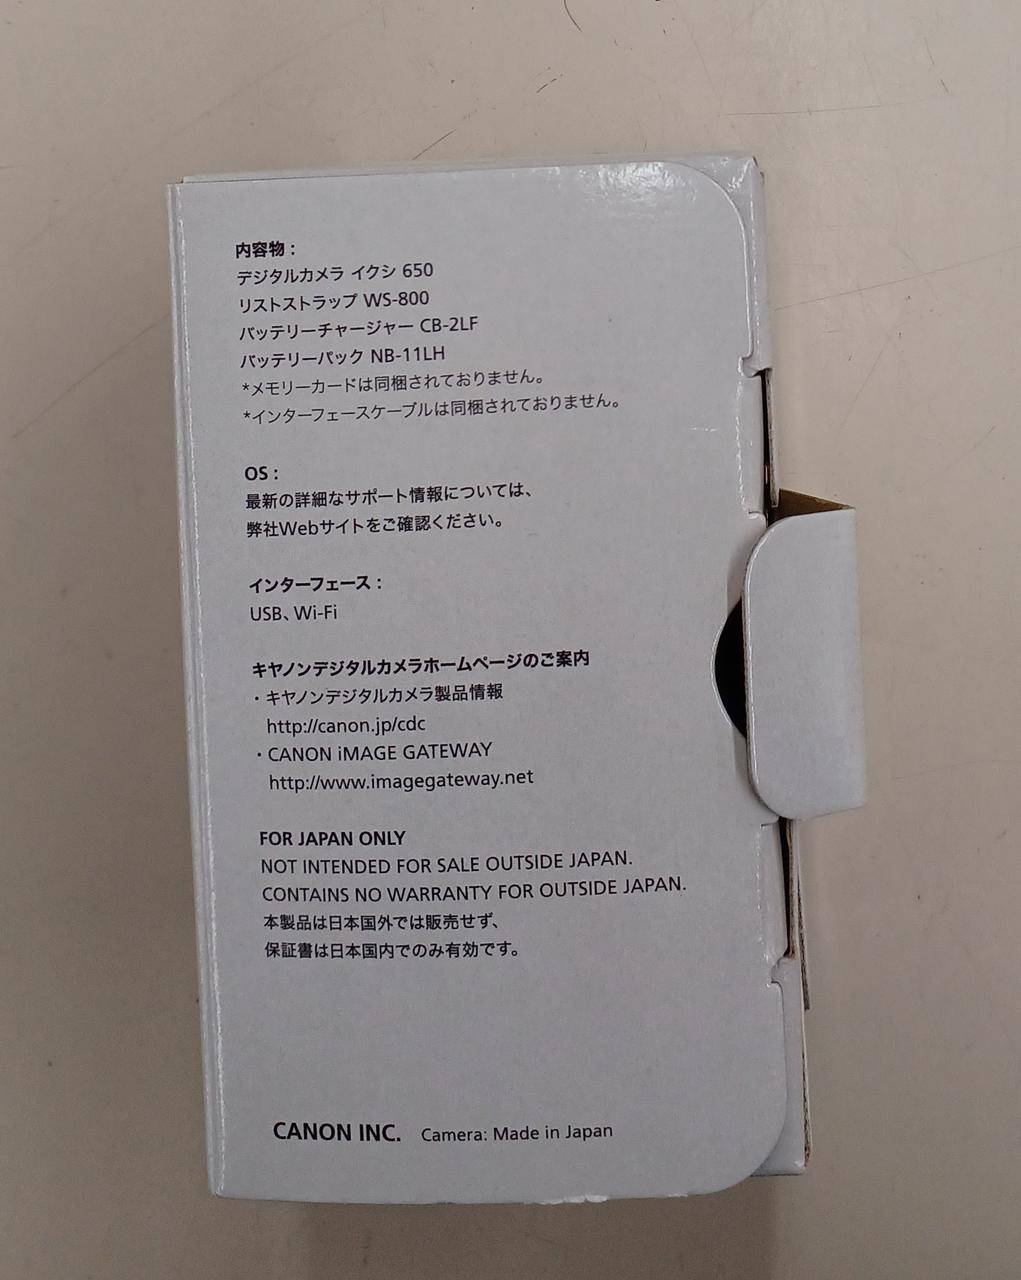 内容物：
デジタルカメラ イクシ 650
リストストラップ WS-800
バッテリーチャージャー CB-2LF
バッテリーパック NB-11LH
*メモリーカードは同梱されておりません。
*インターフェースケーブルは同梱されておりません。
OS：
最新の詳細なサポート情報については、
弊社Webサイトをご確認ください。
インターフェース：
USB、Wi-Fi
キヤノンデジタルカメラホームページのご案内
・キヤノンデジタルカメラ製品情報
http://canon.jp/cdc
・CANON iMAGE GATEWAY
http://www.imagegateway.net
FOR JAPAN ONLY
NOT INTENDED FOR SALE OUTSIDE JAPAN.
CONTAINS NO WARRANTY FOR OUTSIDE JAPAN.
本製品は日本国外では販売せず、
保証書は日本国内でのみ有効です。
CANON INC. Camera: Made in Japan